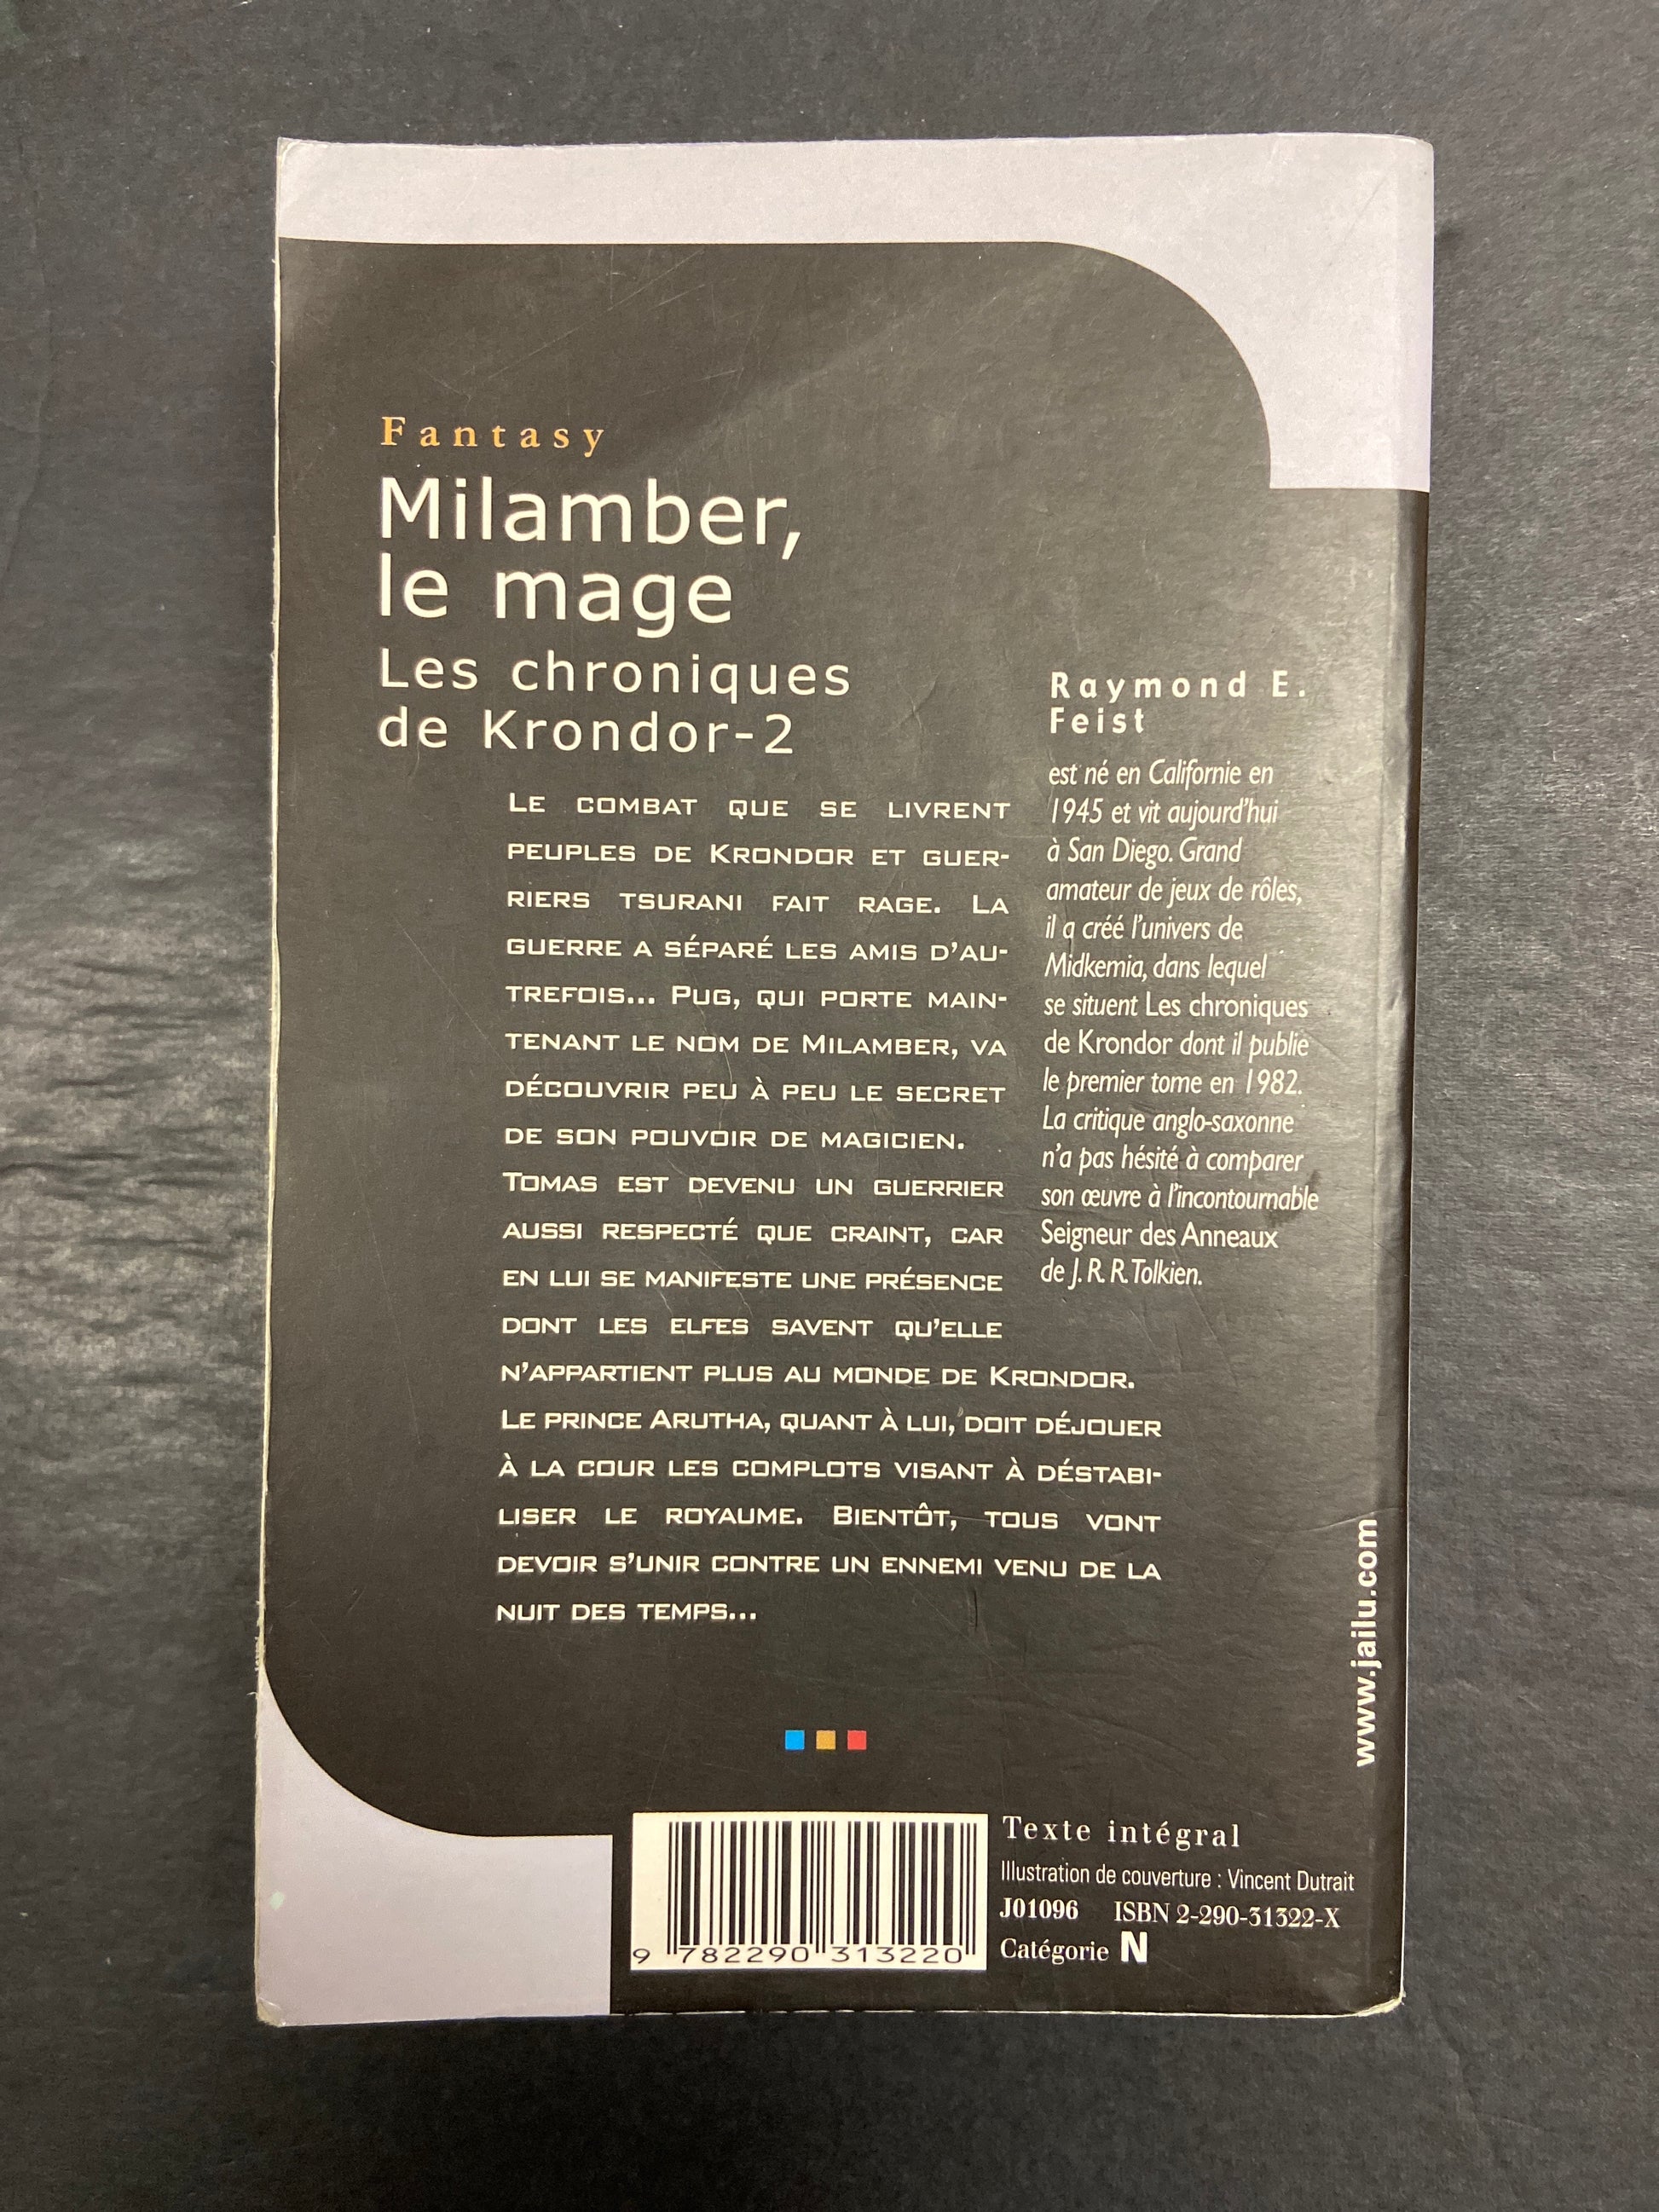 Fantasy
Milamber,
le mage
Les chroniques
de Krondor-2
LE COMBAT QUE SE LIVRENT
PEUPLES DE KRONDOR ET GUER-
RIERS TSURANI FAIT RAGE. LA
GUERRE A SÉPARÉ LES AMIS D'AU-
TREFOIS... PUG, QUI PORTE MAIN-
TENANT LE NOM DE MILAMBER, VA
DÉCOUVRIR PEU À PEU LE SECRET
DE SON POUVOIR DE MAGICIEN.
TOMAS EST DEVENU UN GUERRIER
AUSSI RESPECTÉ QUE CRAINT, CAR
EN LUI SE MANIFESTE UNE PRÉSENCE
DONT LES ELFES SAVENT QU'ELLE
N'APPARTIENT PLUS AU MONDE DE KRONDOR.
LE PRINCE ARUTHA, QUANT À LUI, DOIT DÉJOUER
À LA COUR LES COMPLOTS VISANT À DÉSTABI-
LISER LE ROYAUME. BIENTÔT, TOUS VONT
DEVOIR S'UNIR CONTRE UN ENNEMI VENU DE LA
NUIT DES TEMPS...
Raymond E.
Feist
est né en Californie en
1945 et vit aujourd'hui
à San Diego. Grand
amateur de jeux de rôles,
il a créé l'univers de
Midkemia, dans lequel
se situent Les chroniques
de Krondor dont il publie
le premier tome en 1982.
La critique anglo-saxonne
n'a pas hésité à comparer
son œuvre à l'incontournable
Seigneur des Anneaux
de J. R. R. Tolkien.
www.jailu.com
9 782290 313220
Texte intégral
Illustration de couverture : Vincent Dutrait
J01096 ISBN 2-290-31322-X
Catégorie N